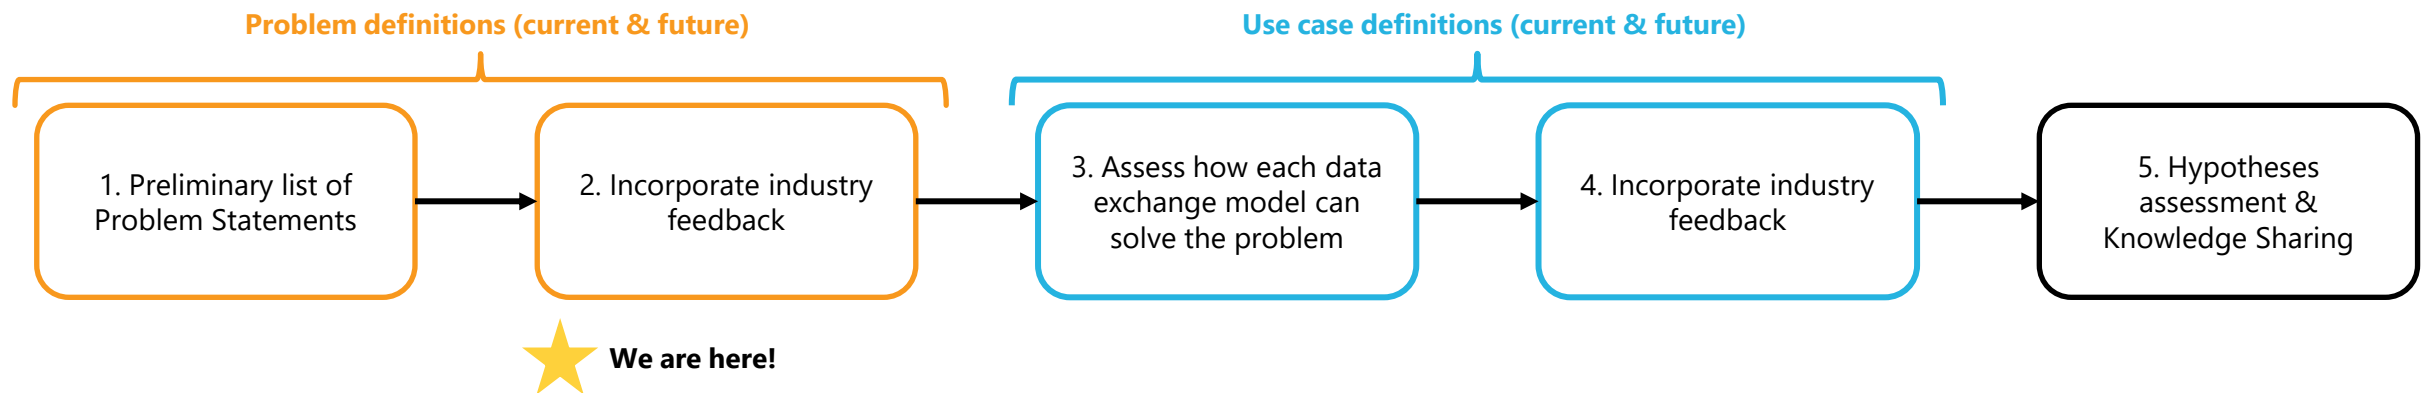 Problem definitions (current & future)
Use case definitions (current & future)
1. Preliminary list of
Problem Statements
2. Incorporate industry
feedback
3. Assess how each data
exchange model can
solve the problem
4. Incorporate industry
feedback
5. Hypotheses
assessment &
Knowledge Sharing
We are here!